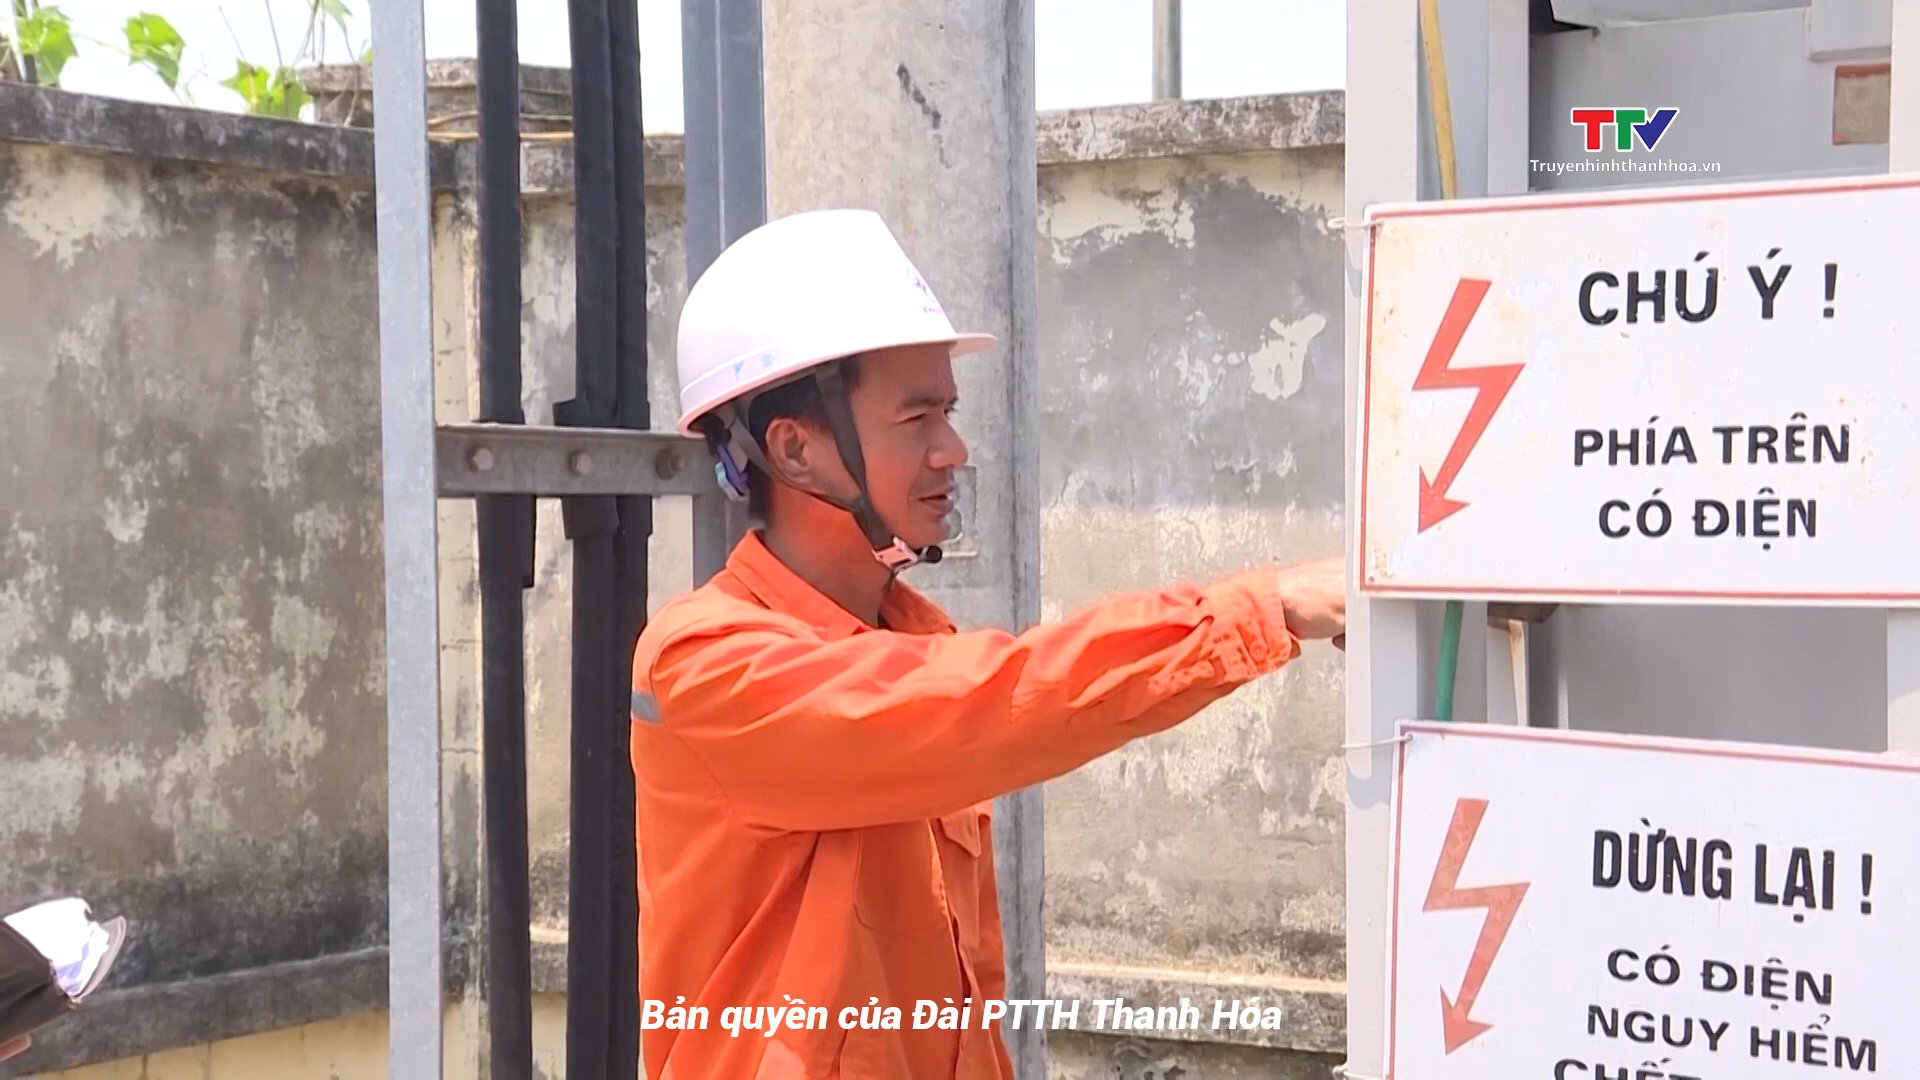 TTV
Truyenhinhthanhhoa.vn
CHÚ Ý !
PHÍA TRÊN
CÓ ĐIỆN
DỪNG LẠI !
CÓ ĐIỆN
NGUY HIỂM
CHẾT
Bản quyền của Đài PTTH Thanh Hóa